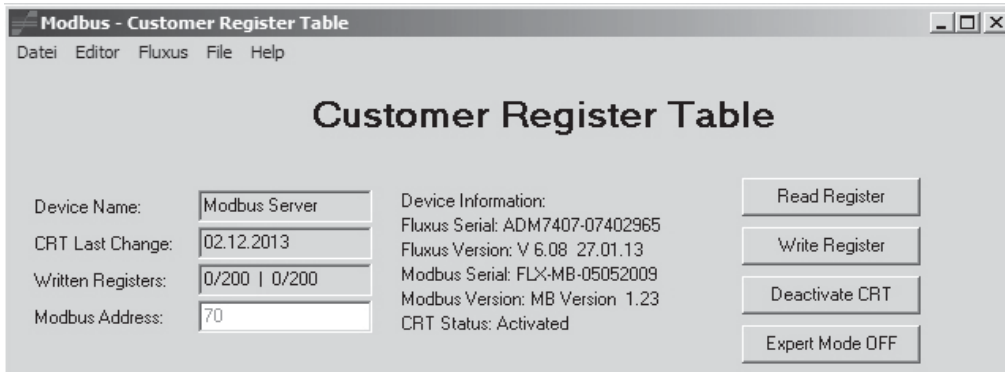 Modbus - Customer Register Table
Datei Editor Fluxus File Help
Customer Register Table
Device Name: Modbus Server
CRT Last Change: 02.12.2013
Written Registers: 0/200 | 0/200
Modbus Address: 70
Device Information:
Fluxus Serial: ADM7407-07402965
Fluxus Version: V 6.08 27.01.13
Modbus Serial: FLX-MB-05052009
Modbus Version: MB Version 1.23
CRT Status: Activated
Read Register
Write Register
Deactivate CRT
Expert Mode OFF